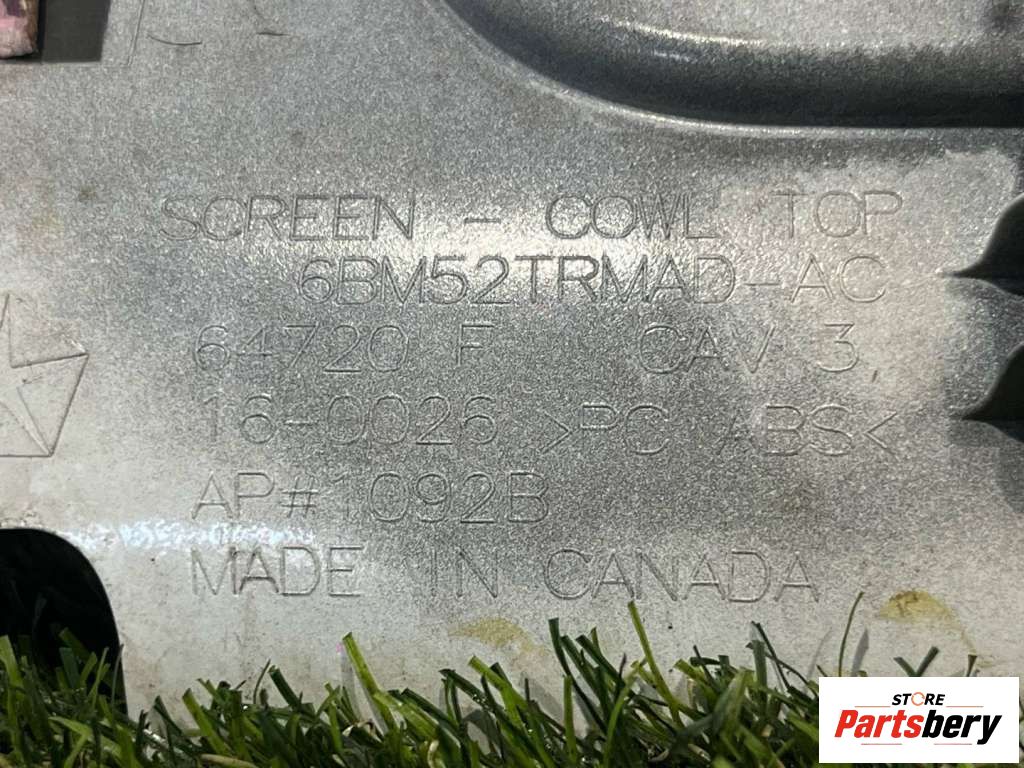 SCREEN - COWL TOP
6BM52TRMAD-AC
64720 F CAV 3
16-0026 >PC ABS<
AP#1092B
MADE IN CANADA
STORE
Partsbery